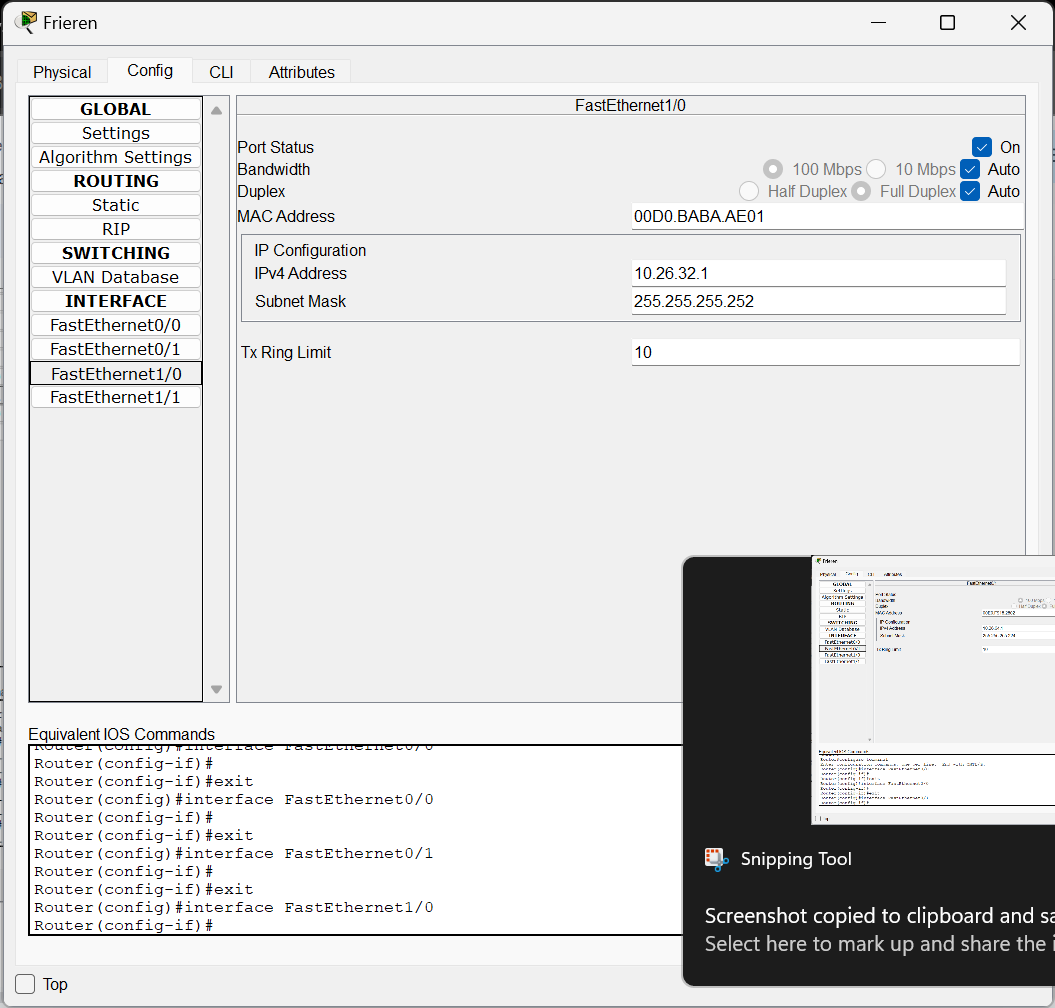 Frieren
Physical
Config
CLI
Attributes
GLOBAL
Settings
Algorithm Settings
ROUTING
Static
RIP
SWITCHING
VLAN Database
INTERFACE
FastEthernet0/0
FastEthernet0/1
FastEthernet1/0
FastEthernet1/1
FastEthernet1/0
Port Status On
Bandwidth 100 Mbps 10 Mbps Auto
Duplex Half Duplex Full Duplex Auto
MAC Address 00D0.BABA.AE01
IP Configuration
IPv4 Address 10.26.32.1
Subnet Mask 255.255.255.252
Tx Ring Limit 10
Equivalent IOS Commands
Router(config)#interface FastEthernet0/0
Router(config-if)#
Router(config-if)#exit
Router(config)#interface FastEthernet0/0
Router(config-if)#
Router(config-if)#exit
Router(config)#interface FastEthernet0/1
Router(config-if)#
Router(config-if)#exit
Router(config)#interface FastEthernet1/0
Router(config-if)#
Top
Snipping Tool
Screenshot copied to clipboard and sa
Select here to mark up and share the i